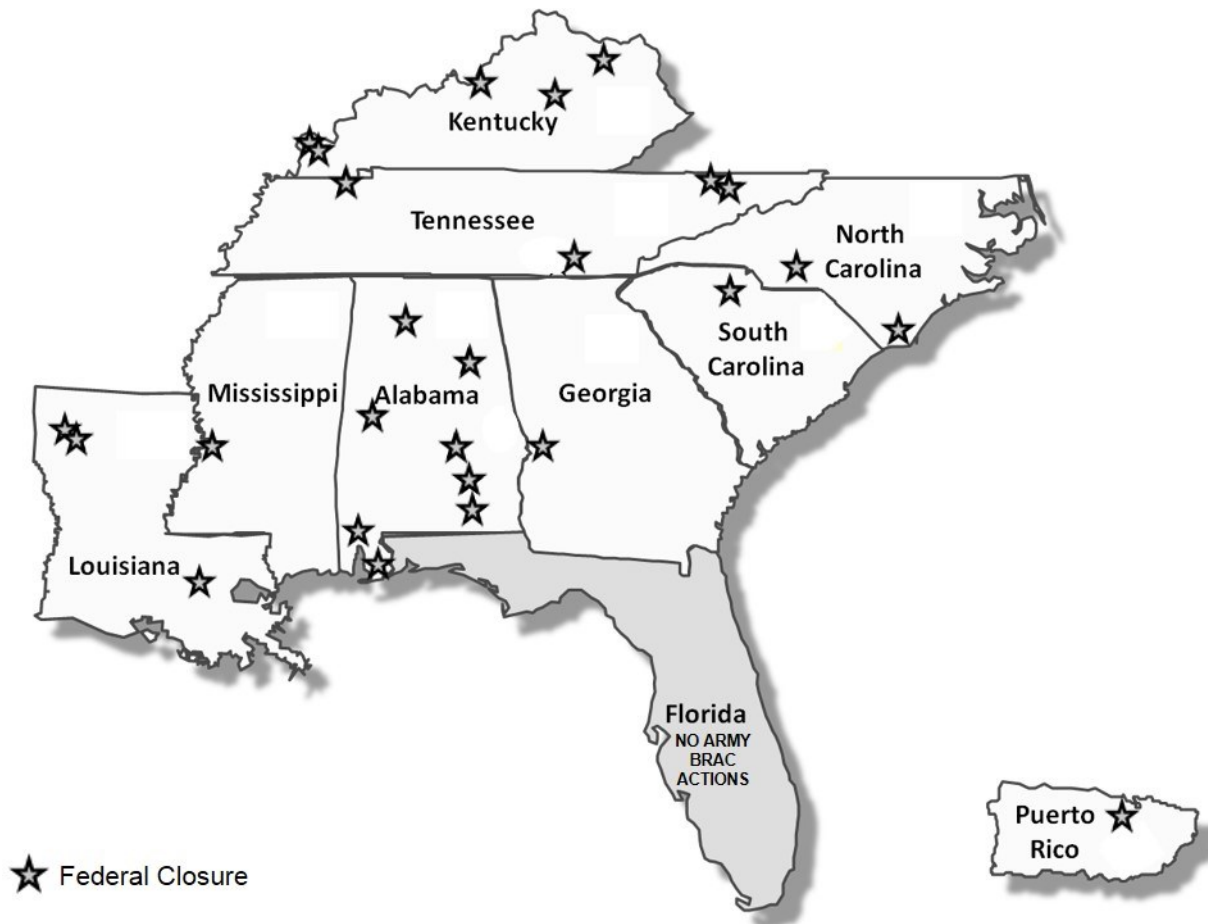 Kentucky
Tennessee
North
Carolina
South
Carolina
Mississippi
Alabama
Georgia
Louisiana
Florida
NO ARMY
BRAC
ACTIONS
Puerto
Rico
Federal Closure